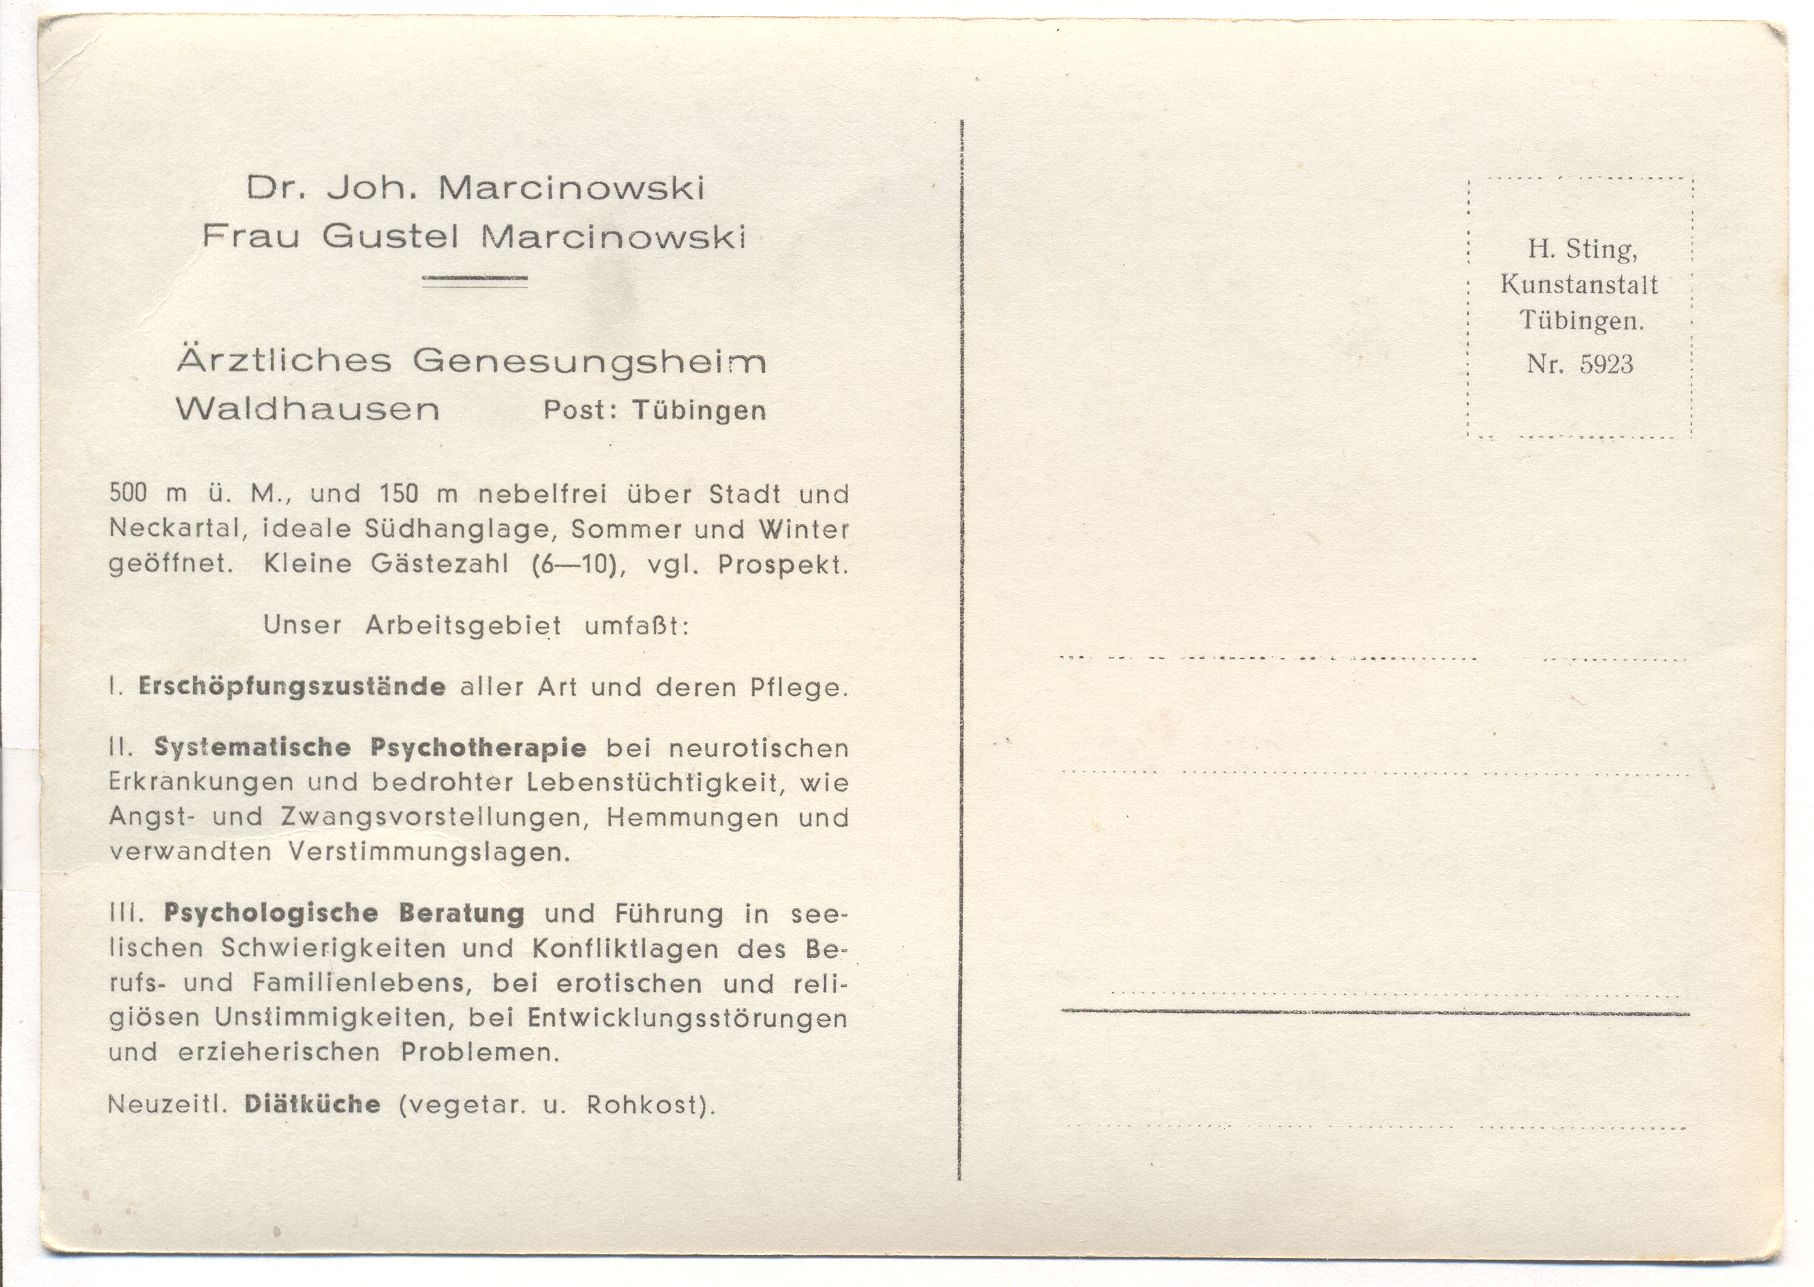 Dr. Joh. Marcinowski
Frau Gustel Marcinowski
Ärztliches Genesungsheim
Waldhausen Post: Tübingen
500 m ü. M., und 150 m nebelfrei über Stadt und
Neckartal, ideale Südhanglage, Sommer und Winter
geöffnet. Kleine Gästezahl (6—10), vgl. Prospekt.
Unser Arbeitsgebiet umfaßt:
I. Erschöpfungszustände aller Art und deren Pflege.
II. Systematische Psychotherapie bei neurotischen
Erkrankungen und bedrohter Lebenstüchtigkeit, wie
Angst- und Zwangsvorstellungen, Hemmungen und
verwandten Verstimmungslagen.
III. Psychologische Beratung und Führung in see-
lischen Schwierigkeiten und Konfliktlagen des Be-
rufs- und Familienlebens, bei erotischen und reli-
giösen Unstimmigkeiten, bei Entwicklungsstörungen
und erzieherischen Problemen.
Neuzeitl. Diätküche (vegetar. u. Rohkost).
H. Sting,
Kunstanstalt
Tübingen.
Nr. 5923